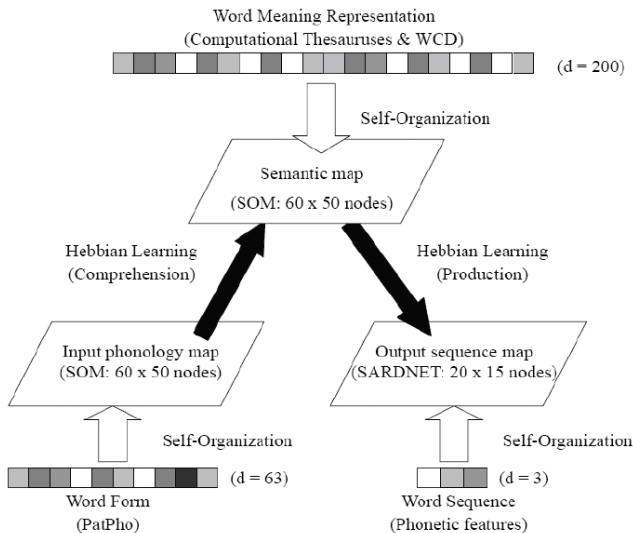 Word Meaning Representation
(Computational Thesauruses & WCD)
(d = 200)
Self-Organization
Semantic map
(SOM: 60 x 50 nodes)
Hebbian Learning
(Comprehension)
Hebbian Learning
(Production)
Input phonology map
(SOM: 60 x 50 nodes)
Output sequence map
(SARDNET: 20 x 15 nodes)
Self-Organization
Self-Organization
(d = 63)
(d = 3)
Word Form
(PatPho)
Word Sequence
(Phonetic features)